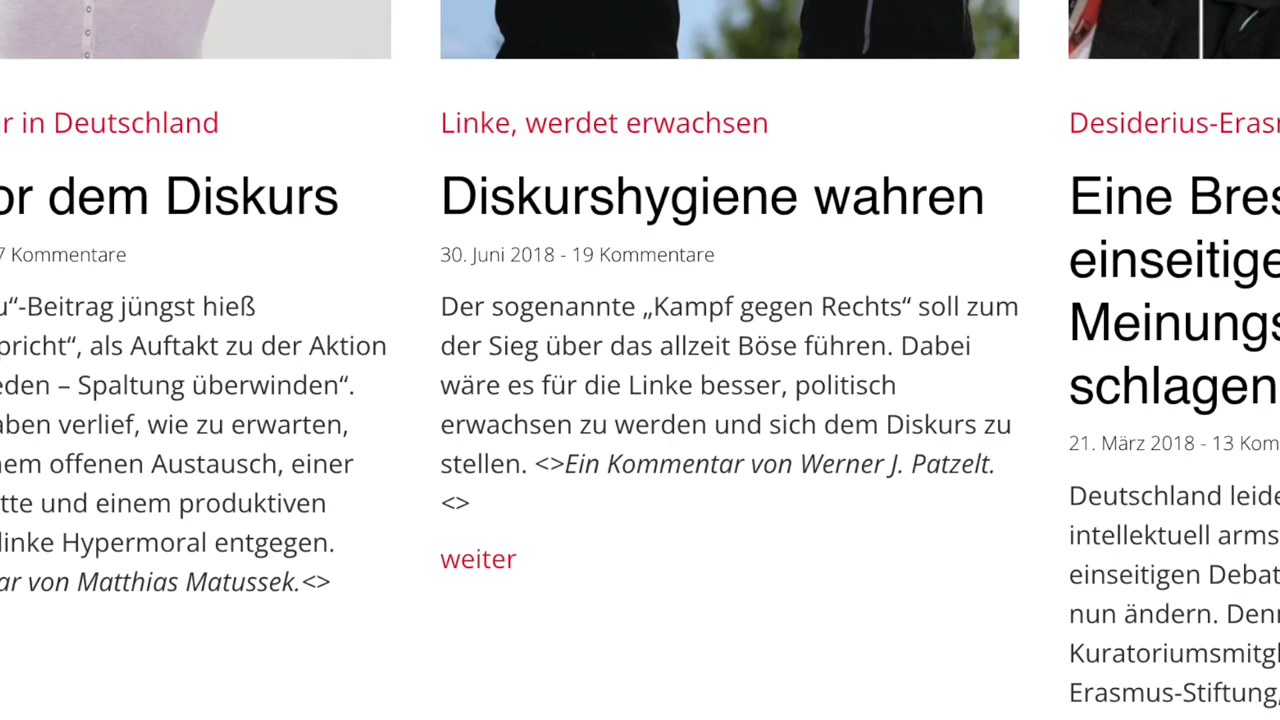 r in Deutschland
or dem Diskurs
7 Kommentare
u“-Beitrag jüngst hieß
pricht“, als Auftakt zu der Aktion
eden – Spaltung überwinden“.
aben verlief, wie zu erwarten,
nem offenen Austausch, einer
tte und einem produktiven
linke Hypermoral entgegen.
ar von Matthias Matussek.<>
Linke, werdet erwachsen
Diskurshygiene wahren
30. Juni 2018 - 19 Kommentare
Der sogenannte „Kampf gegen Rechts“ soll zum
der Sieg über das allzeit Böse führen. Dabei
wäre es für die Linke besser, politisch
erwachsen zu werden und sich dem Diskurs zu
stellen. <>Ein Kommentar von Werner J. Patzelt.
<>
weiter
Desiderius-Eras
Eine Bres
einseitige
Meinungs
schlagen
21. März 2018 - 13 Kom
Deutschland leide
intellektuell arms
einseitigen Debat
nun ändern. Den
Kuratoriumsmitgl
Erasmus-Stiftung,